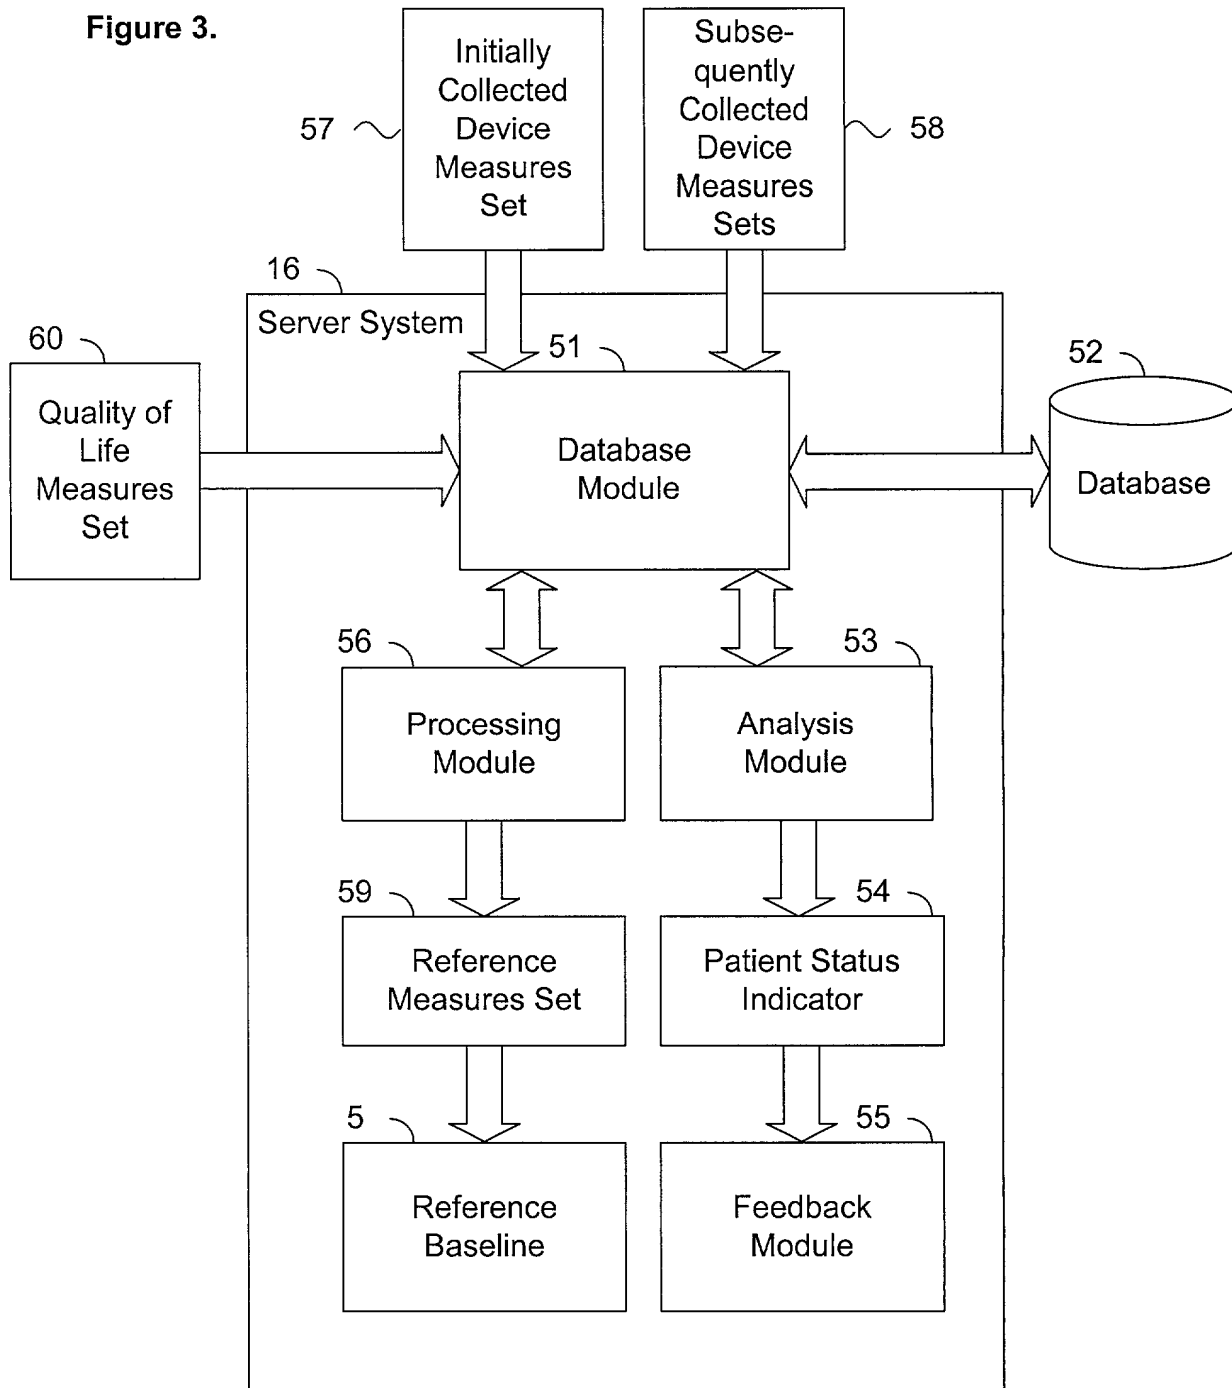 Figure 3.
Initially
Collected
Device
Measures
Set
57
Subse-
quently
Collected
Device
Measures
Sets
58
16
Server System
60
Quality of
Life
Measures
Set
51
Database
Module
52
Database
56
Processing
Module
53
Analysis
Module
59
Reference
Measures Set
54
Patient Status
Indicator
5
Reference
Baseline
55
Feedback
Module